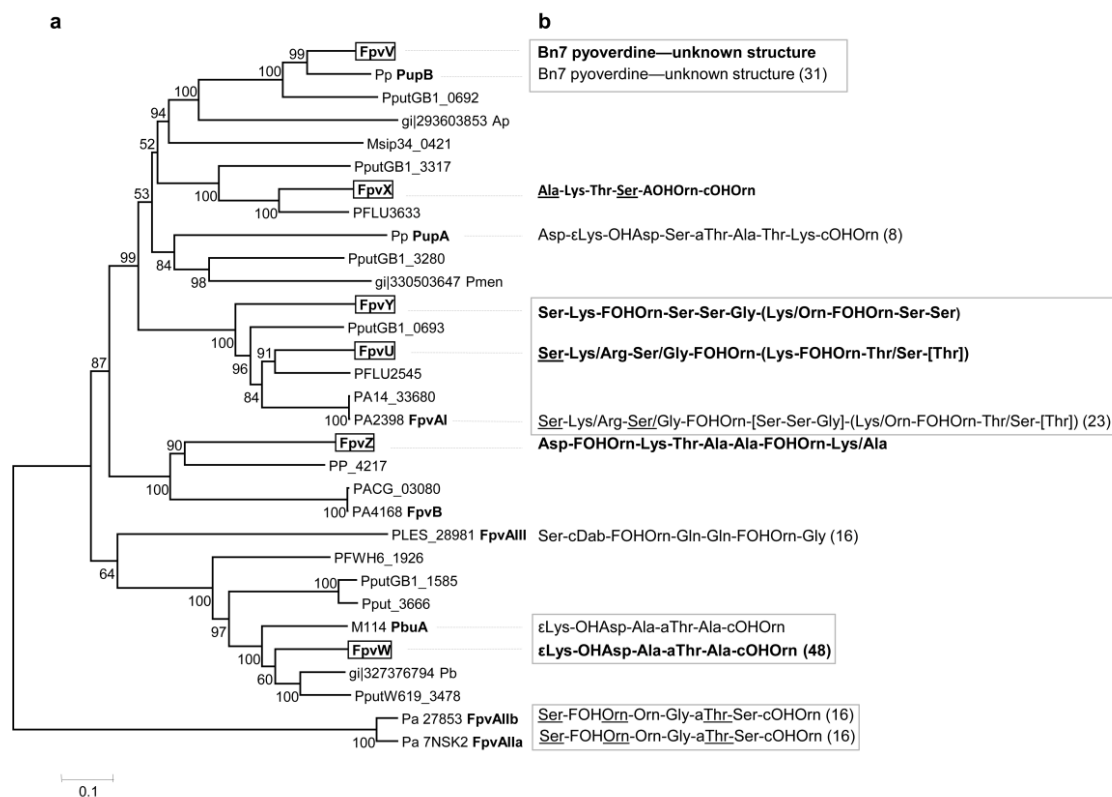 a b
99 FpvV Bn7 pyoverdine—unknown structure
100 Pp PupB Bn7 pyoverdine—unknown structure (31)
100 PputGB1_0692
94 gi|293603853 Ap
52 Msip34_0421
PputGB1_3317
53 FpvX Ala-Lys-Thr-Ser-AOHOrn-cOHOrn
100
100 PFLU3633
Pp PupA Asp-εLys-OHAsp-Ser-aThr-Ala-Thr-Lys-cOHOrn (8)
99 84 PputGB1_3280
98 gi|330503647 Pmen
FpvY Ser-Lys-FOHOrn-Ser-Ser-Gly-(Lys/Orn-FOHOrn-Ser-Ser)
100 PputGB1_0693
91 FpvU Ser-Lys/Arg-Ser/Gly-FOHOrn-(Lys-FOHOrn-Thr/Ser-[Thr])
87 96 PFLU2545
84 PA14_33680
100 PA2398 FpvAI Ser-Lys/Arg-Ser/Gly-FOHOrn-[Ser-Ser-Gly]-(Lys/Orn-FOHOrn-Thr/Ser-[Thr]) (23)
90 FpvZ Asp-FOHOrn-Lys-Thr-Ala-Ala-FOHOrn-Lys/Ala
PP_4217
100 PACG_03080
100 PA4168 FpvB
PLES_28981 FpvAIII Ser-cDab-FOHOrn-Gln-Gln-FOHOrn-Gly (16)
64 PFWH6_1926
100 100 PputGB1_1585
Pput_3666
97 M114 PbuA εLys-OHAsp-Ala-aThr-Ala-cOHOrn
100 FpvW εLys-OHAsp-Ala-aThr-Ala-cOHOrn (48)
60 gi|327376794 Pb
100 PputW619_3478
Pa 27853 FpvAIIb Ser-FOHOrn-Orn-Gly-aThr-Ser-cOHOrn (16)
100 Pa 7NSK2 FpvAIIa Ser-FOHOrn-Orn-Gly-aThr-Ser-cOHOrn (16)
0.1